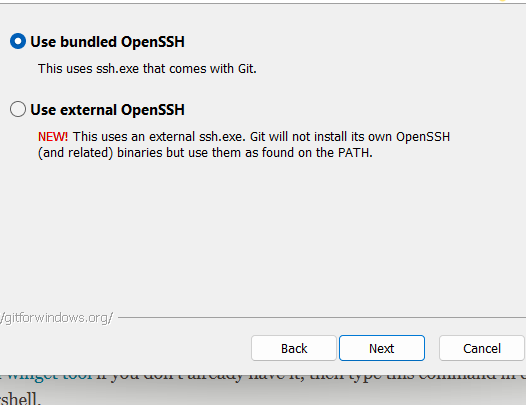 Use bundled OpenSSH
This uses ssh.exe that comes with Git.
Use external OpenSSH
NEW! This uses an external ssh.exe. Git will not install its own OpenSSH
(and related) binaries but use them as found on the PATH.
/gitforwindows.org/
Back Next Cancel
winget tool if you don't already have it, then type this command in
rshell.